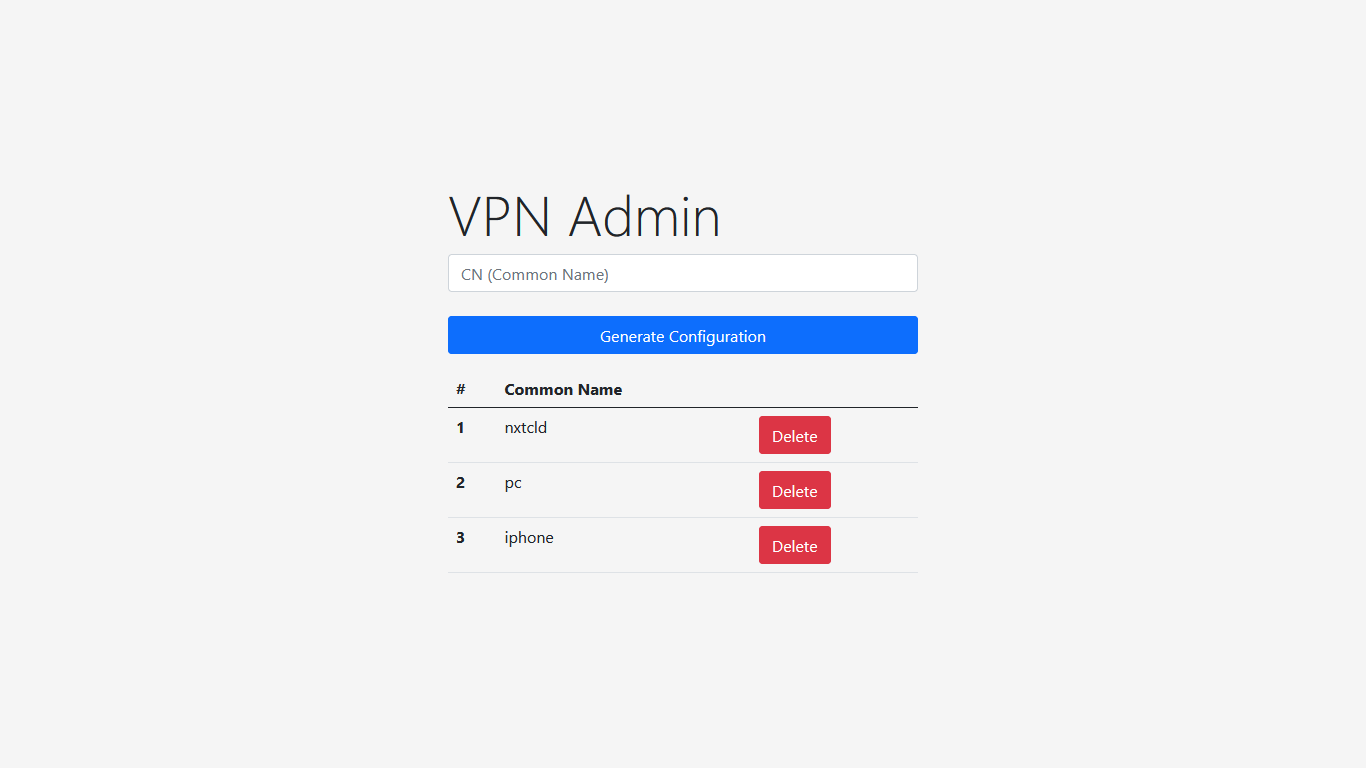 VPN Admin
CN (Common Name)
Generate Configuration
# Common Name
1 nxtcld Delete
2 pc Delete
3 iphone Delete